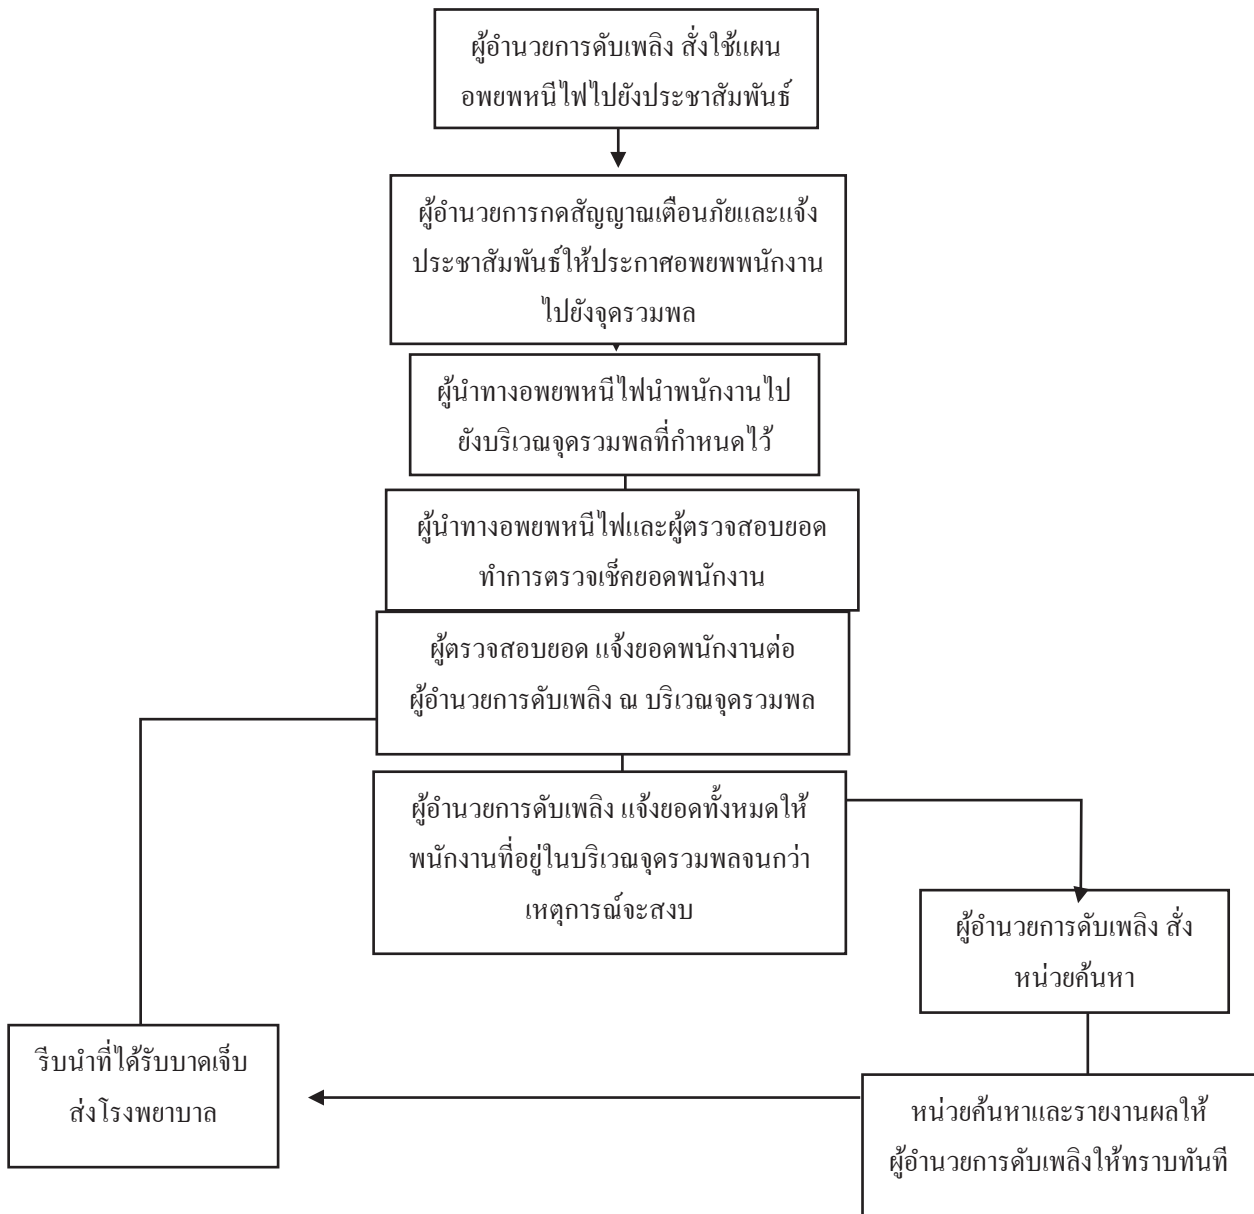 ผู้อำนวยการดับเพลิง สั่งใช้แผน
อพยพหนีไฟไปยังประชาสัมพันธ์
ผู้อำนวยการกดสัญญาณเตือนภัยและแจ้ง
ประชาสัมพันธ์ให้ประกาศอพยพพนักงาน
ไปยังจุดรวมพล
ผู้นำทางอพยพหนีไฟนำพนักงานไป
ยังบริเวณจุดรวมพลที่กำหนดไว้
ผู้นำทางอพยพหนีไฟและผู้ตรวจสอบยอด
ทำการตรวจเช็คยอดพนักงาน
ผู้ตรวจสอบยอด แจ้งยอดพนักงานต่อ
ผู้อำนวยการดับเพลิง ณ บริเวณจุดรวมพล
ผู้อำนวยการดับเพลิง แจ้งยอดทั้งหมดให้
พนักงานที่อยู่ในบริเวณจุดรวมพลจนกว่า
เหตุการณ์จะสงบ
ผู้อำนวยการดับเพลิง สั่ง
หน่วยค้นหา
หน่วยค้นหาและรายงานผลให้
ผู้อำนวยการดับเพลิงให้ทราบทันที
รีบนำที่ได้รับบาดเจ็บ
ส่งโรงพยาบาล